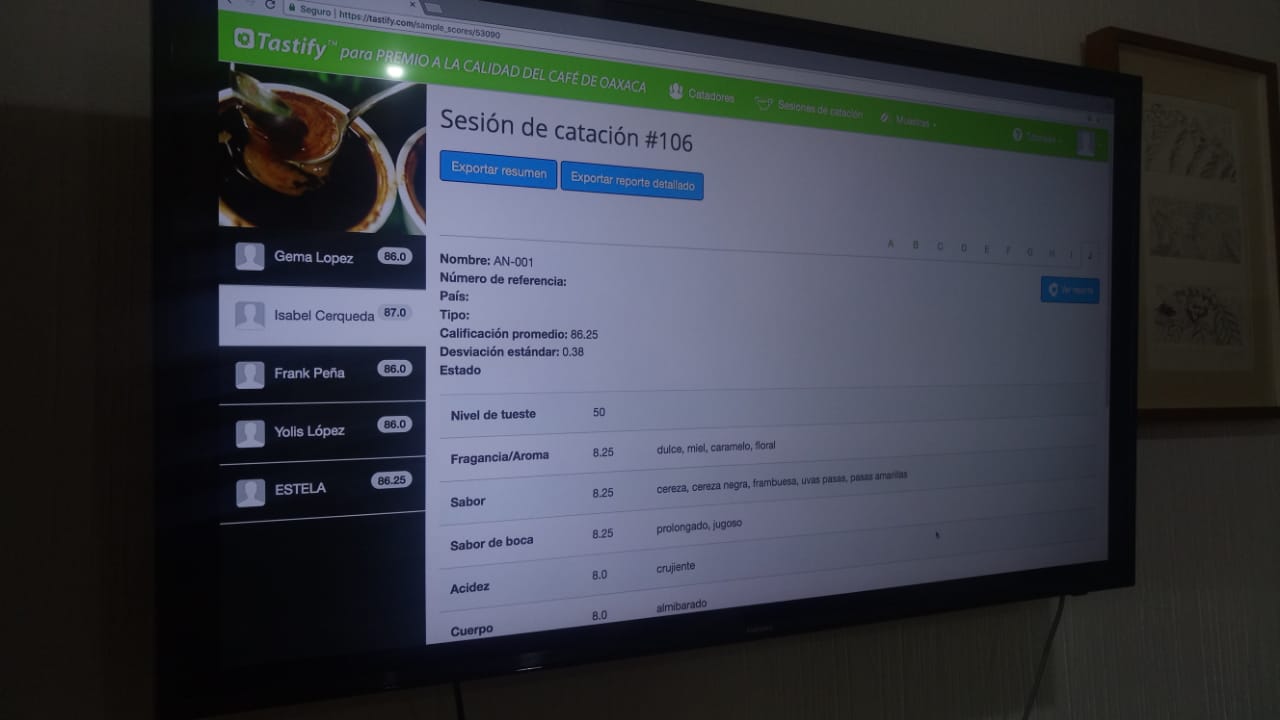 Seguro | https://tastify.com/sample_scores/53090
Tastify™ para PREMIO A LA CALIDAD DEL CAFÉ DE OAXACA
Catadores
Sesiones de catación
Muestras
Sesión de catación #106
Exportar resumen
Exportar reporte detallado
A B C D E F G H I J
Ver reporte
Gema Lopez 86.0
Isabel Cerqueda 87.0
Frank Peña 86.0
Yolis López 86.0
ESTELA 86.25
Nombre: AN-001
Número de referencia:
País:
Tipo:
Calificación promedio: 86.25
Desviación estándar: 0.38
Estado
Nivel de tueste 50
Fragancia/Aroma 8.25 dulce, miel, caramelo, floral
Sabor 8.25 cereza, cereza negra, frambuesa, uvas pasas, pasas amarillas
Sabor de boca 8.25 prolongado, jugoso
Acidez 8.0 crujiente
Cuerpo 8.0 almibarado